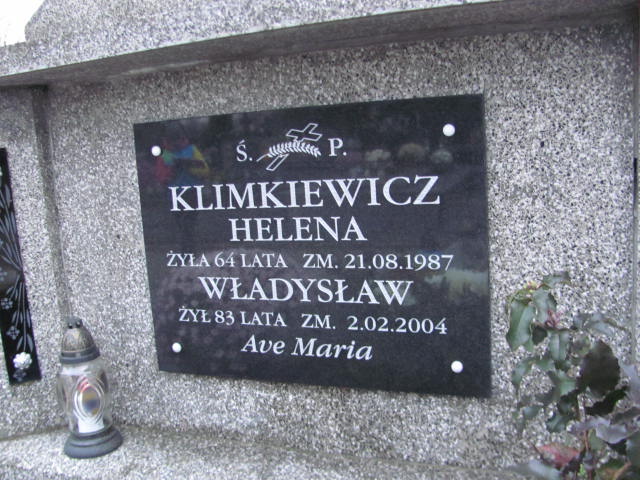 Ś. P.
KLIMKIEWICZ
HELENA
ŻYŁA 64 LATA ZM. 21.08.1987
WŁADYSŁAW
ŻYŁ 83 LATA ZM. 2.02.2004
Ave Maria